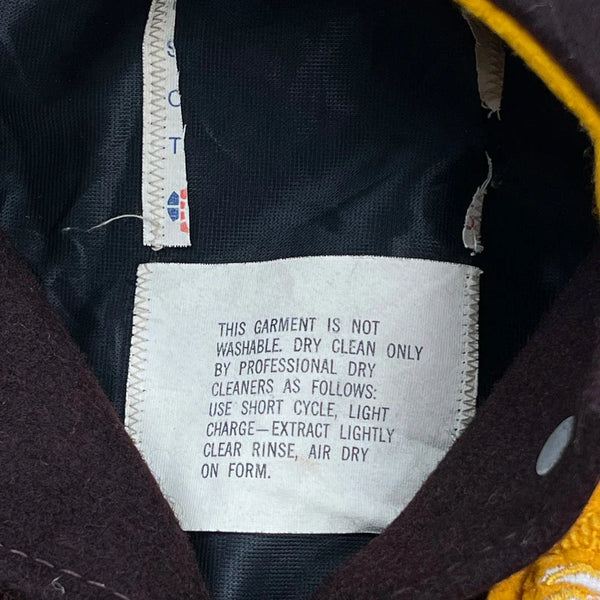 S
C
T
THIS GARMENT IS NOT
WASHABLE. DRY CLEAN ONLY
BY PROFESSIONAL DRY
CLEANERS AS FOLLOWS:
USE SHORT CYCLE, LIGHT
CHARGE—EXTRACT LIGHTLY
CLEAR RINSE, AIR DRY
ON FORM.